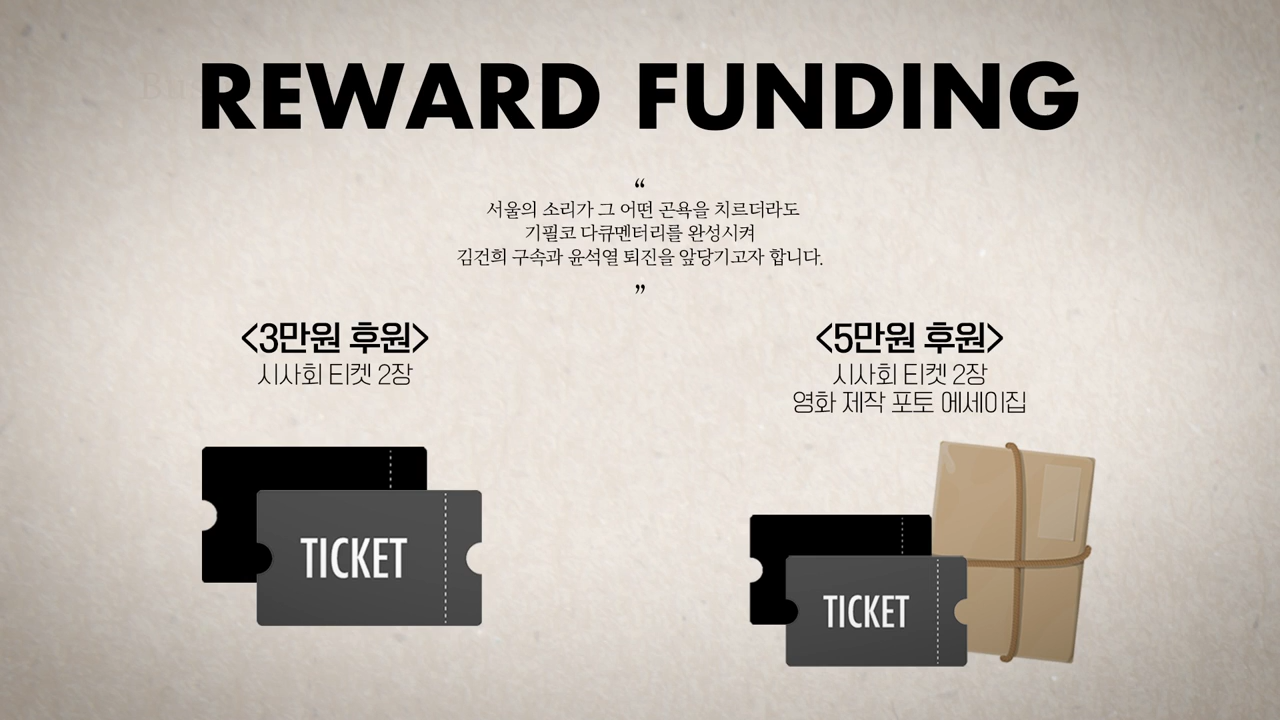 REWARD FUNDING
“
서울의 소리가 그 어떤 곤욕을 치르더라도
기필코 다큐멘터리를 완성시켜
김건희 구속과 윤석열 퇴진을 앞당기고자 합니다.
”
<3만원 후원>
시사회 티켓 2장
<5만원 후원>
시사회 티켓 2장
영화 제작 포토 에세이집
TICKET
TICKET